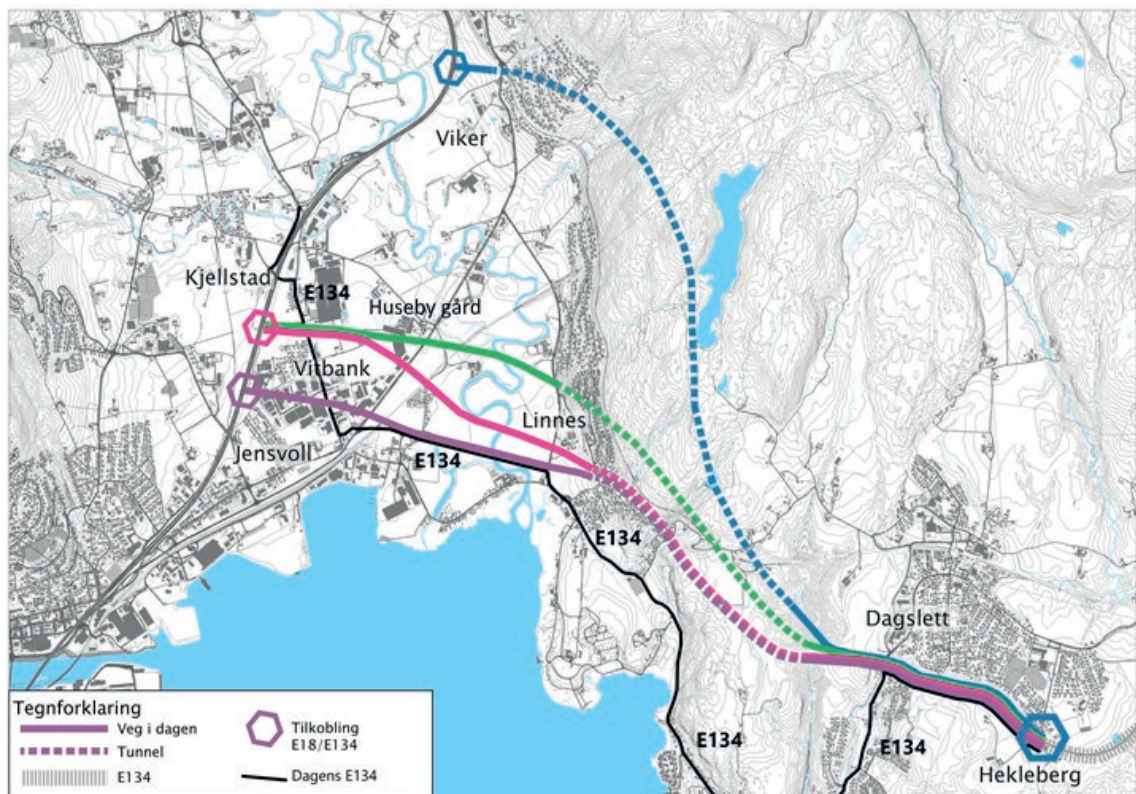 Viker
Kjellstad
E134
Huseby gård
Vitbank
Linnes
Jensvoll
E134
E134
Dagslett
E134
E134
Hekleberg
Tegnforklaring
Veg i dagen
Tunnel
E134
Tilkobling
E18/E134
Dagens E134